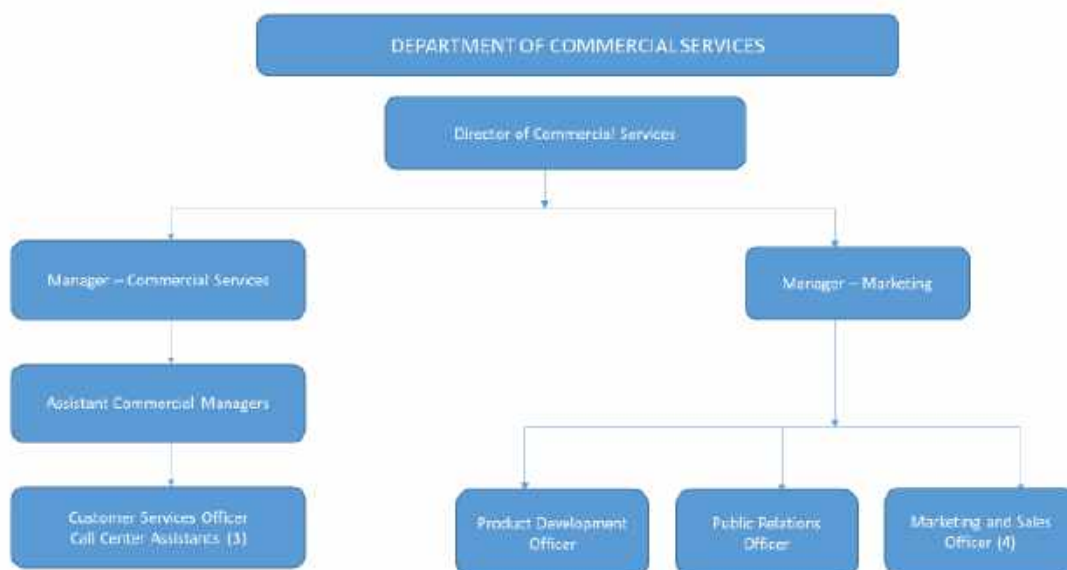 DEPARTMENT OF COMMERCIAL SERVICES
Director of Commercial Services
Manager – Commercial Services
Manager – Marketing
Assistant Commercial Managers
Customer Services Officer
Call Center Assistants (3)
Product Development
Officer
Public Relations
Officer
Marketing and Sales
Officer (4)